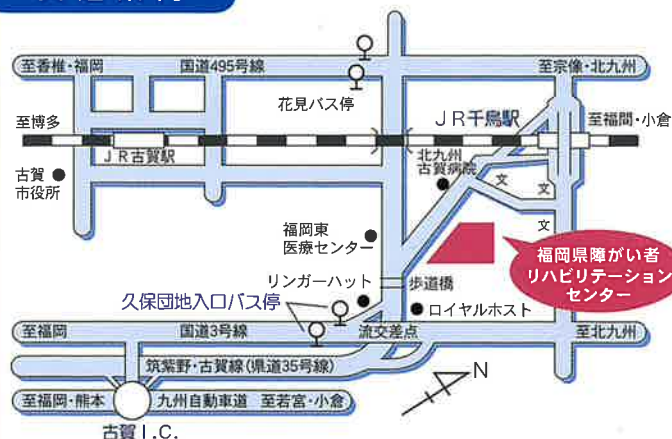 至香椎・福岡
国道495号線
至宗像・北九州
花見バス停
至博多
JR千鳥駅
至福間・小倉
JR古賀駅
古賀
市役所
北九州
古賀病院
文
文
文
福岡東
医療センター
福岡県障がい者
リハビリテーション
センター
リンガーハット
歩道橋
久保団地入口バス停
ロイヤルホスト
至福岡
国道3号線
流交差点
至北九州
筑紫野・古賀線(県道35号線)
N
至福岡・熊本
九州自動車道
至若宮・小倉
古賀I.C.